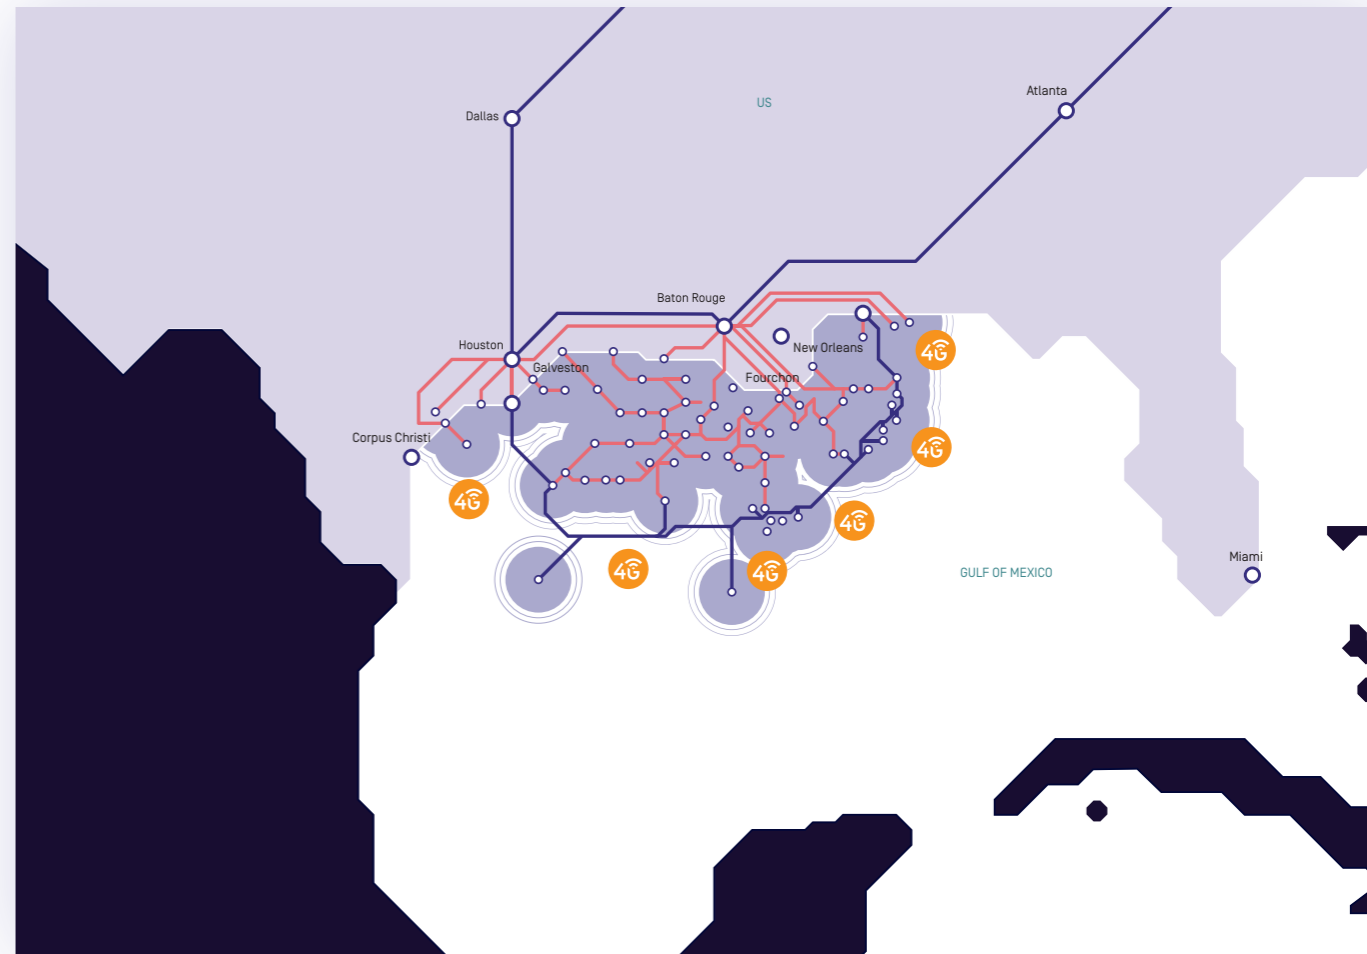 Atlanta
US
Dallas
Baton Rouge
Houston
New Orleans
4G
Galveston
Fourchon
Corpus Christi
4G
4G
4G
Miami
4G
4G
GULF OF MEXICO